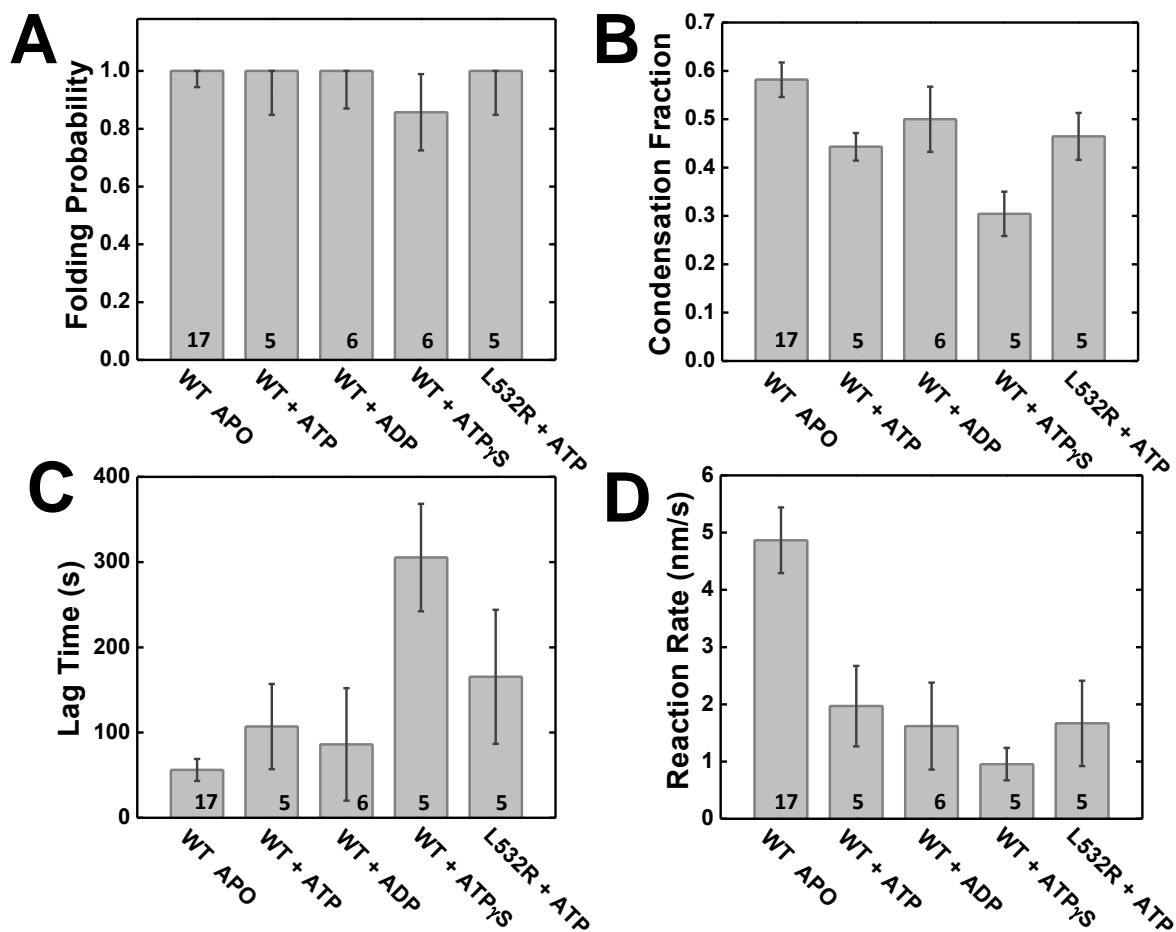 A
Folding Probability
1.0
0.8
0.6
0.4
0.2
0.0
17
5
6
6
5
WT APO
WT + ATP
WT + ADP
WT + ATPγS
L532R + ATP
B
Condensation Fraction
0.7
0.6
0.5
0.4
0.3
0.2
0.1
0.0
17
5
6
5
5
WT APO
WT + ATP
WT + ADP
WT + ATPγS
L532R + ATP
C
Lag Time (s)
400
300
200
100
0
17
5
6
5
5
WT APO
WT + ATP
WT + ADP
WT + ATPγS
L532R + ATP
D
Reaction Rate (nm/s)
6
5
4
3
2
1
0
17
5
6
5
5
WT APO
WT + ATP
WT + ADP
WT + ATPγS
L532R + ATP